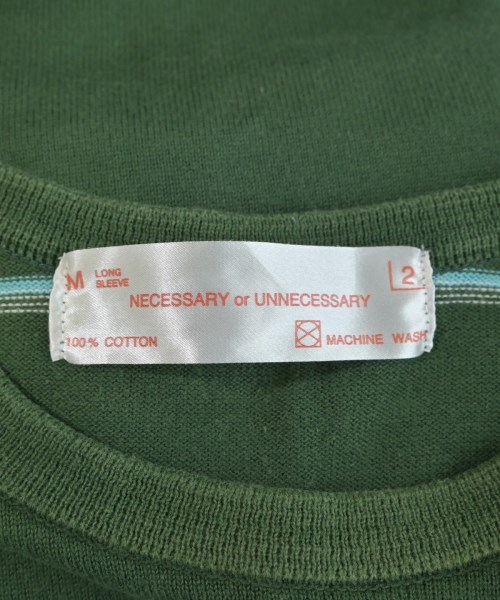 M LONG SLEEVE
2
NECESSARY or UNNECESSARY
100% COTTON
MACHINE WASH